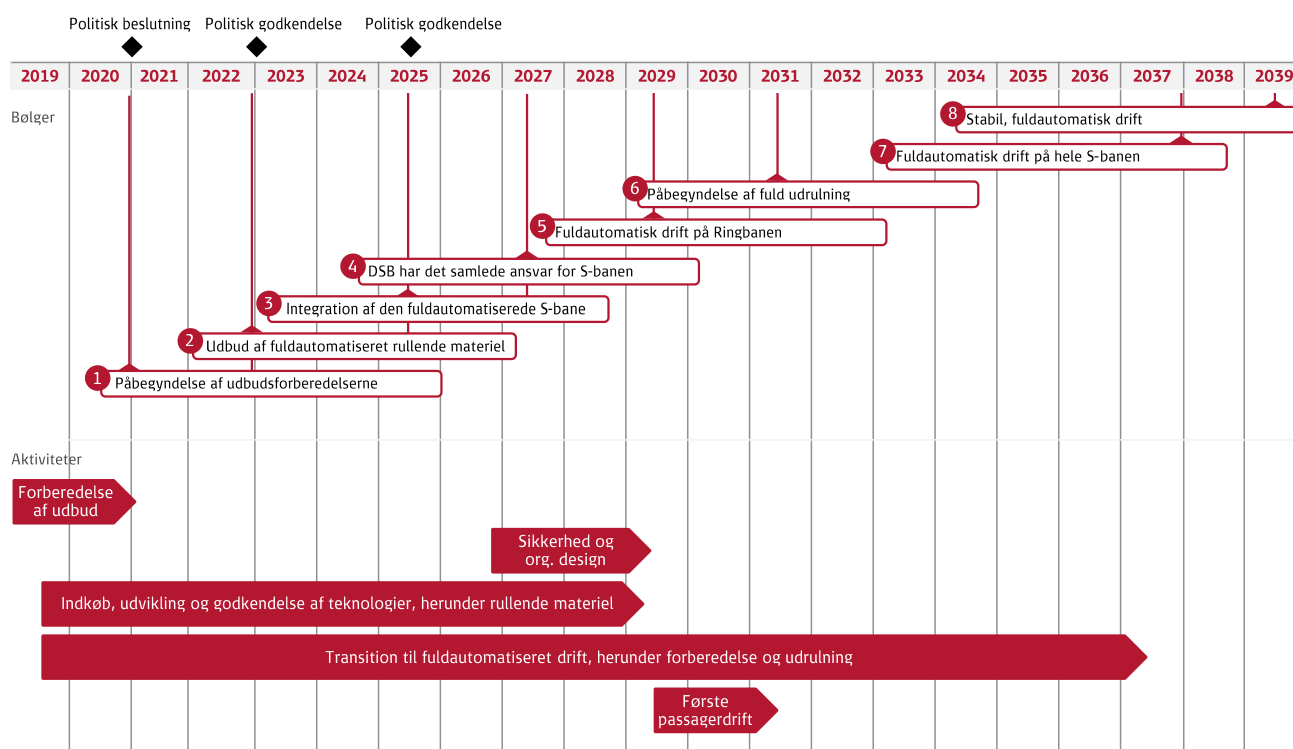 Politisk beslutning Politisk godkendelse Politisk godkendelse
2019 2020 2021 2022 2023 2024 2025 2026 2027 2028 2029 2030 2031 2032 2033 2034 2035 2036 2037 2038 2039
Bølger
8 Stabil, fuldautomatisk drift
7 Fuldautomatisk drift på hele S-banen
6 Påbegyndelse af fuld udrulning
5 Fuldautomatisk drift på Ringbanen
4 DSB har det samlede ansvar for S-banen
3 Integration af den fuldautomatiserede S-bane
2 Udbud af fuldautomatiseret rullende materiel
1 Påbegyndelse af udbudsforberedelserne
Aktiviteter
Forberedelse
af udbud
Sikkerhed og
org. design
Indkøb, udvikling og godkendelse af teknologier, herunder rullende materiel
Transition til fuldautomatiseret drift, herunder forberedelse og udrulning
Første
passagerdrift